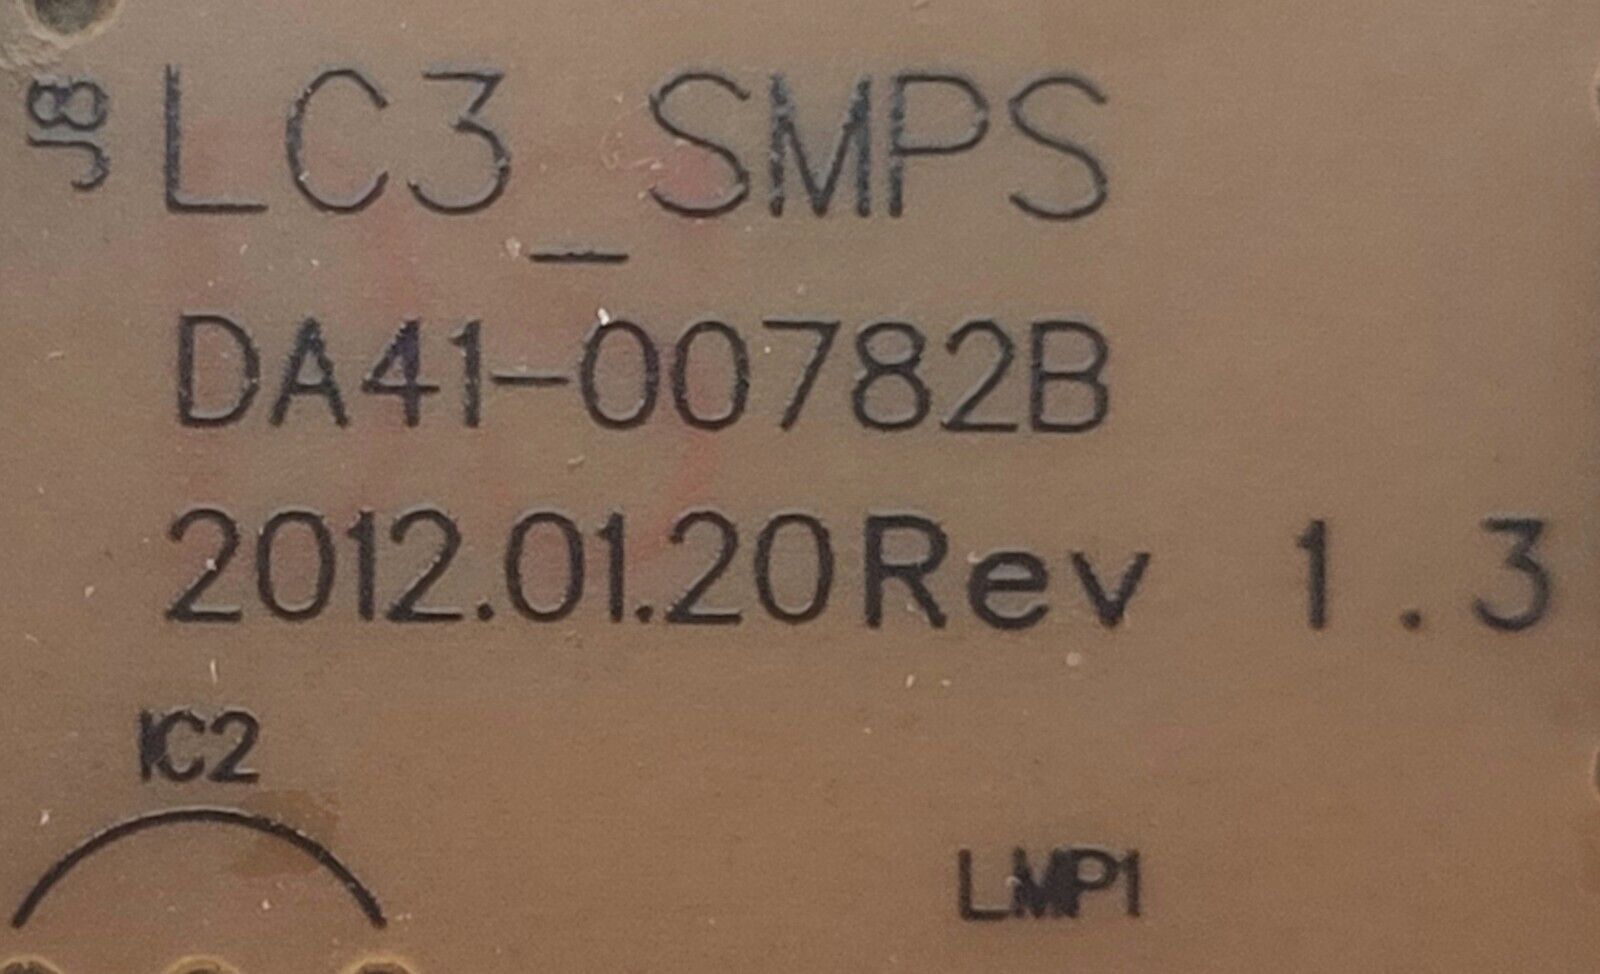 J8
LC3_SMPS
DA41-00782B
2012.01.20 Rev 1.3
IC2
LMP1